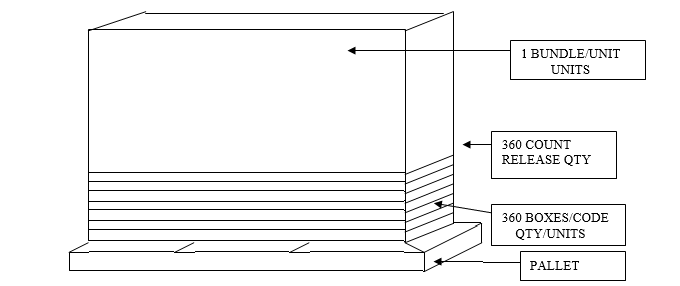 1 BUNDLE/UNIT
UNITS
360 COUNT
RELEASE QTY
360 BOXES/CODE
QTY/UNITS
PALLET